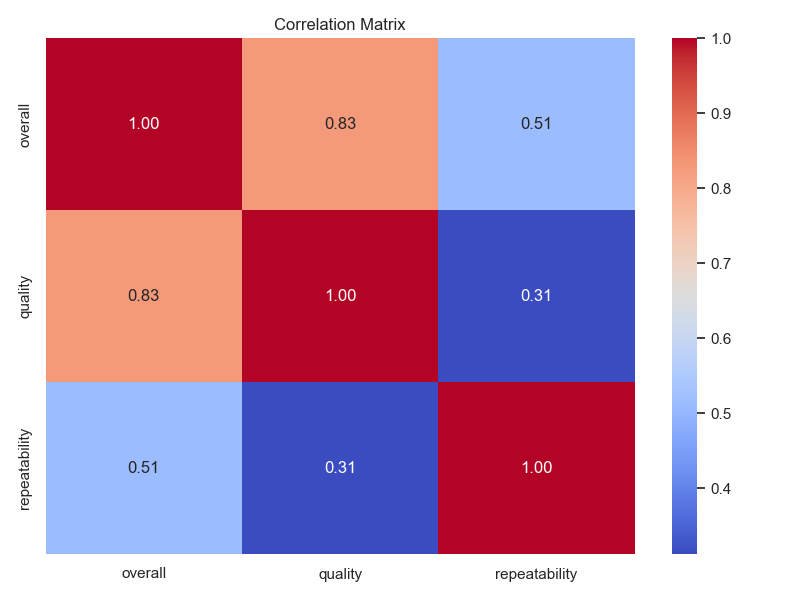 Correlation Matrix
overall
1.00
0.83
0.51
quality
0.83
1.00
0.31
repeatability
0.51
0.31
1.00
overall
quality
repeatability
1.0
0.9
0.8
0.7
0.6
0.5
0.4